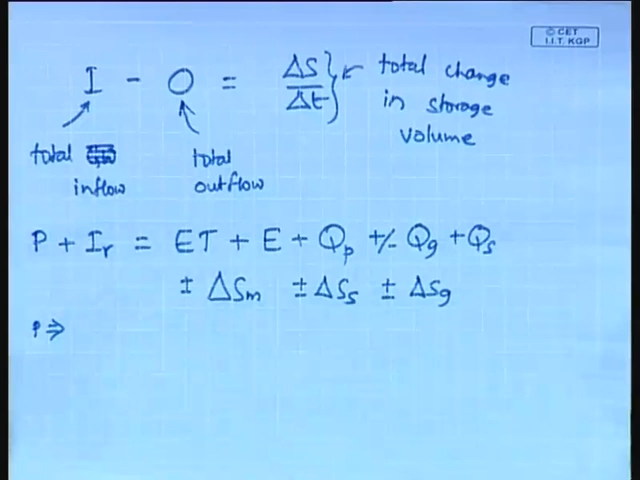 © CET
I.I.T. KGP
I - O = ΔS/Δt } ← total change
in storage
volume
total inflow
total outflow
P + Ir = ET + E + Qp +/- Qg + Qs
± ΔSm ± ΔSs ± ΔSg
P ⇒